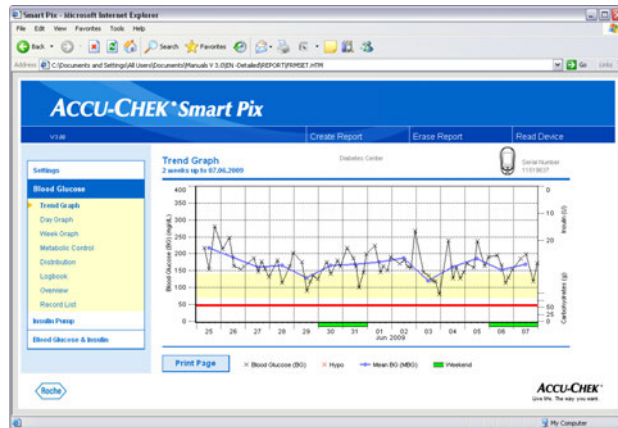 Smart Pix - Microsoft Internet Explorer
File Edit View Favorites Tools Help
Back Search Favorites
Address C:\Documents and Settings\All Users\Documents\Manuals V 3.0\EN -Detailed\REPORT\FRMSET.HTM Go Links
ACCU-CHEK Smart Pix
Create Report Erase Report Read Device
Settings
Blood Glucose
Trend Graph
Day Graph
Week Graph
Metabolic Control
Distribution
Logbook
Overview
Record List
Insulin Pump
Blood Glucose & Insulin
Trend Graph
2 weeks up to 07.06.2009
Diabetes Center
Serial Number
Blood Glucose (BG) (mg/dL)
400
350
300
250
200
150
100
50
0
0
10
20
Insulin (U)
50
25
0
Carbohydrates (g)
25 26 27 28 29 30 31 01 02 03 04 05 06 07
Jun 2009
Print Page
Blood Glucose (BG) Hypo Mean BG (MBG) Weekend
Roche
ACCU-CHEK
Live life. The way you want.
My Computer